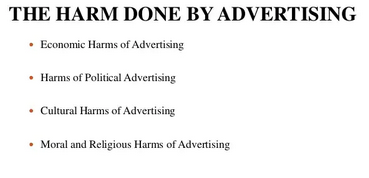 THE HARM DONE BY ADVERTISING
• Economic Harms of Advertising
• Harms of Political Advertising
• Cultural Harms of Advertising
• Moral and Religious Harms of Advertising